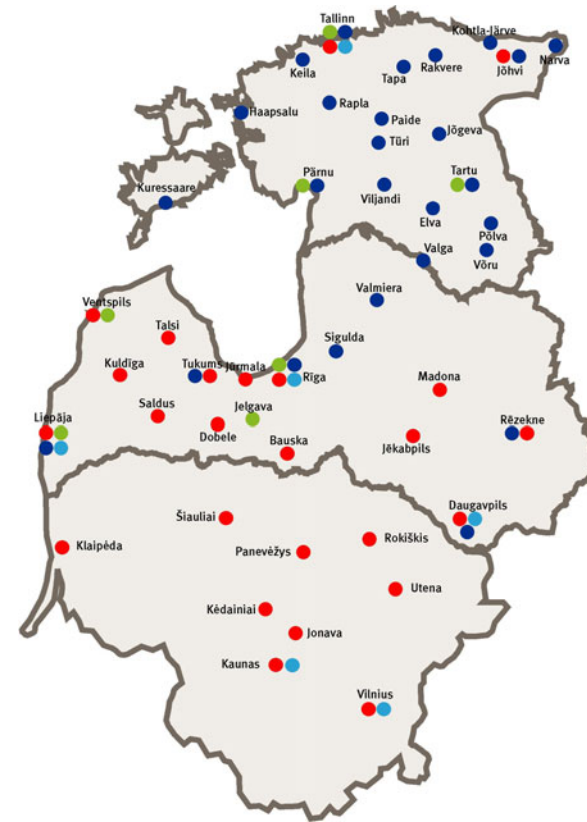 Tallinn
Kohtla-Järve
Narva
Jõhvi
Rakvere
Tapa
Keila
Haapsalu
Rapla
Paide
Jõgeva
Türi
Pärnu
Tartu
Kuressaare
Viljandi
Elva
Põlva
Võru
Valga
Valmiera
Ventspils
Talsi
Sigulda
Kuldīga
Tukums
Jūrmala
Rīga
Madona
Saldus
Jelgava
Liepāja
Dobele
Rēzekne
Jēkabpils
Bauska
Daugavpils
Šiauliai
Klaipėda
Panevėžys
Rokiškis
Utena
Kėdainiai
Jonava
Kaunas
Vilnius